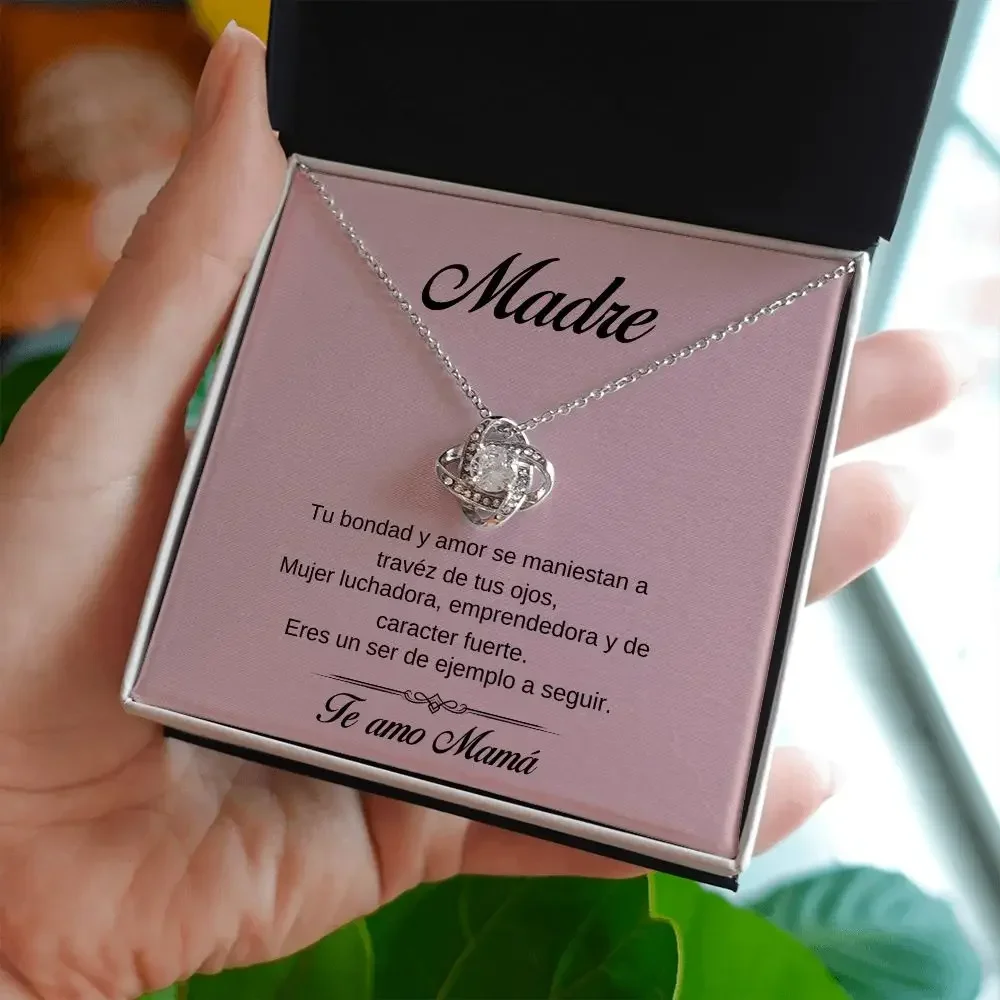 Madre
Tu bondad y amor se maniestan a
travéz de tus ojos,
Mujer luchadora, emprendedora y de
caracter fuerte.
Eres un ser de ejemplo a seguir.
Te amo Mamá